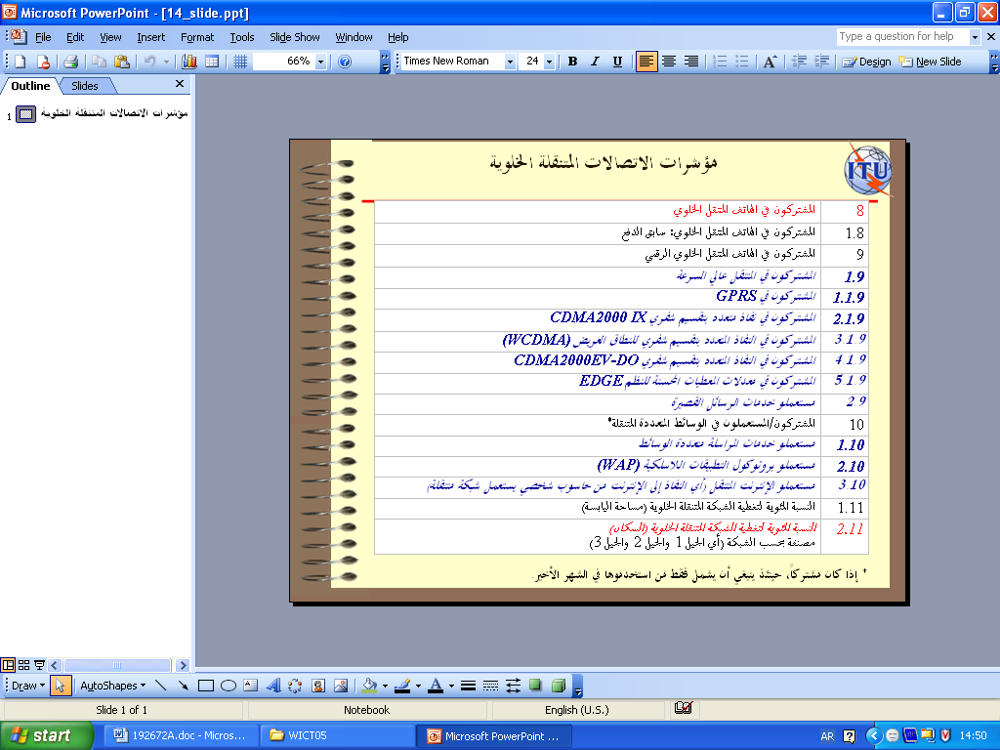 Microsoft PowerPoint - [14_slide.ppt]
File Edit View Insert Format Tools Slide Show Window Help
Type a question for help
66%
Times New Roman 24 B I U
Design New Slide
Outline Slides
1 مؤشرات الاتصالات المتنقلة الخلوية
مؤشرات الاتصالات المتنقلة الخلوية
ITU
8 المشتركون في الهاتف المتنقل الخلوي
1.8 المشتركون في الهاتف المتنقل الخلوي: سابق الدفع
9 المشتركون في الهاتف المتنقل الخلوي الرقمي
1.9 المشتركون في المتنقل عالي السرعة
1.1.9 المشتركون في GPRS
2.1.9 المشتركون في نفاذ متعدد بتقسيم شفري CDMA2000 IX
3.1.9 المشتركون في النفاذ المتعدد بتقسيم شفري للنطاق العريض (WCDMA)
4.1.9 المشتركون في النفاذ المتعدد بتقسيم شفري CDMA2000EV-DO
5.1.9 المشتركون في معدلات المعطيات المحسنة للنظم EDGE
2.9 مستعملو خدمات الرسائل القصيرة
10 المشتركون/المستعملون في الوسائط المتعددة المتنقلة*
1.10 مستعملو خدمات المراسلة متعددة الوسائط
2.10 مستعملو بروتوكول التطبيقات اللاسلكية (WAP)
3.10 مستعملو الإنترنت المتنقل (أي النفاذ إلى الإنترنت من حاسوب شخصي يستعمل شبكة متنقلة)
1.11 النسبة المئوية لتغطية الشبكة المتنقلة الخلوية (مساحة اليابسة)
2.11 النسبة المئوية لتغطية الشبكة المتنقلة الخلوية (السكان)
مصنفة بحسب الشبكة (أي الجيل 1 والجيل 2 والجيل 3)
* إذا كان مشتركاً، حينئذ ينبغي أن يشمل فقط من استخدموها في الشهر الأخير.
Draw AutoShapes
Slide 1 of 1 Notebook English (U.S.)
start 192672A.doc - Micros... WICT05 Microsoft PowerPoint ... AR 14:50